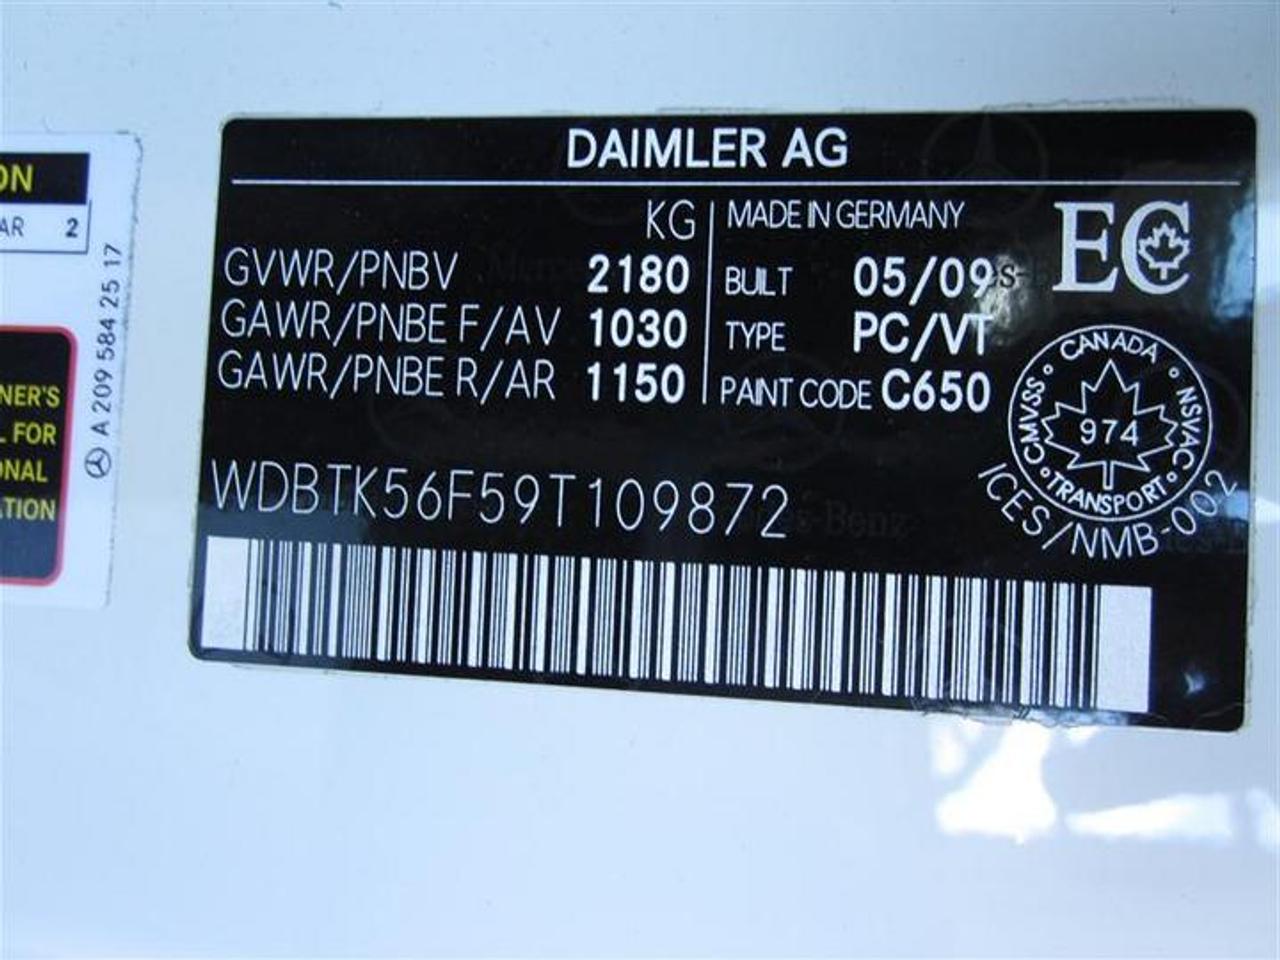 ON
AR 2
NER'S
L FOR
ONAL
ATION
A 209 584 25 17
DAIMLER AG
KG
GVWR/PNBV 2180
GAWR/PNBE F/AV 1030
GAWR/PNBE R/AR 1150
MADE IN GERMANY
BUILT 05/09
TYPE PC/VT
PAINT CODE C650
EC
CANADA
CMVSS NSVAC
974
TRANSPORT
ICES/NMB-002
WDBTK56F59T109872